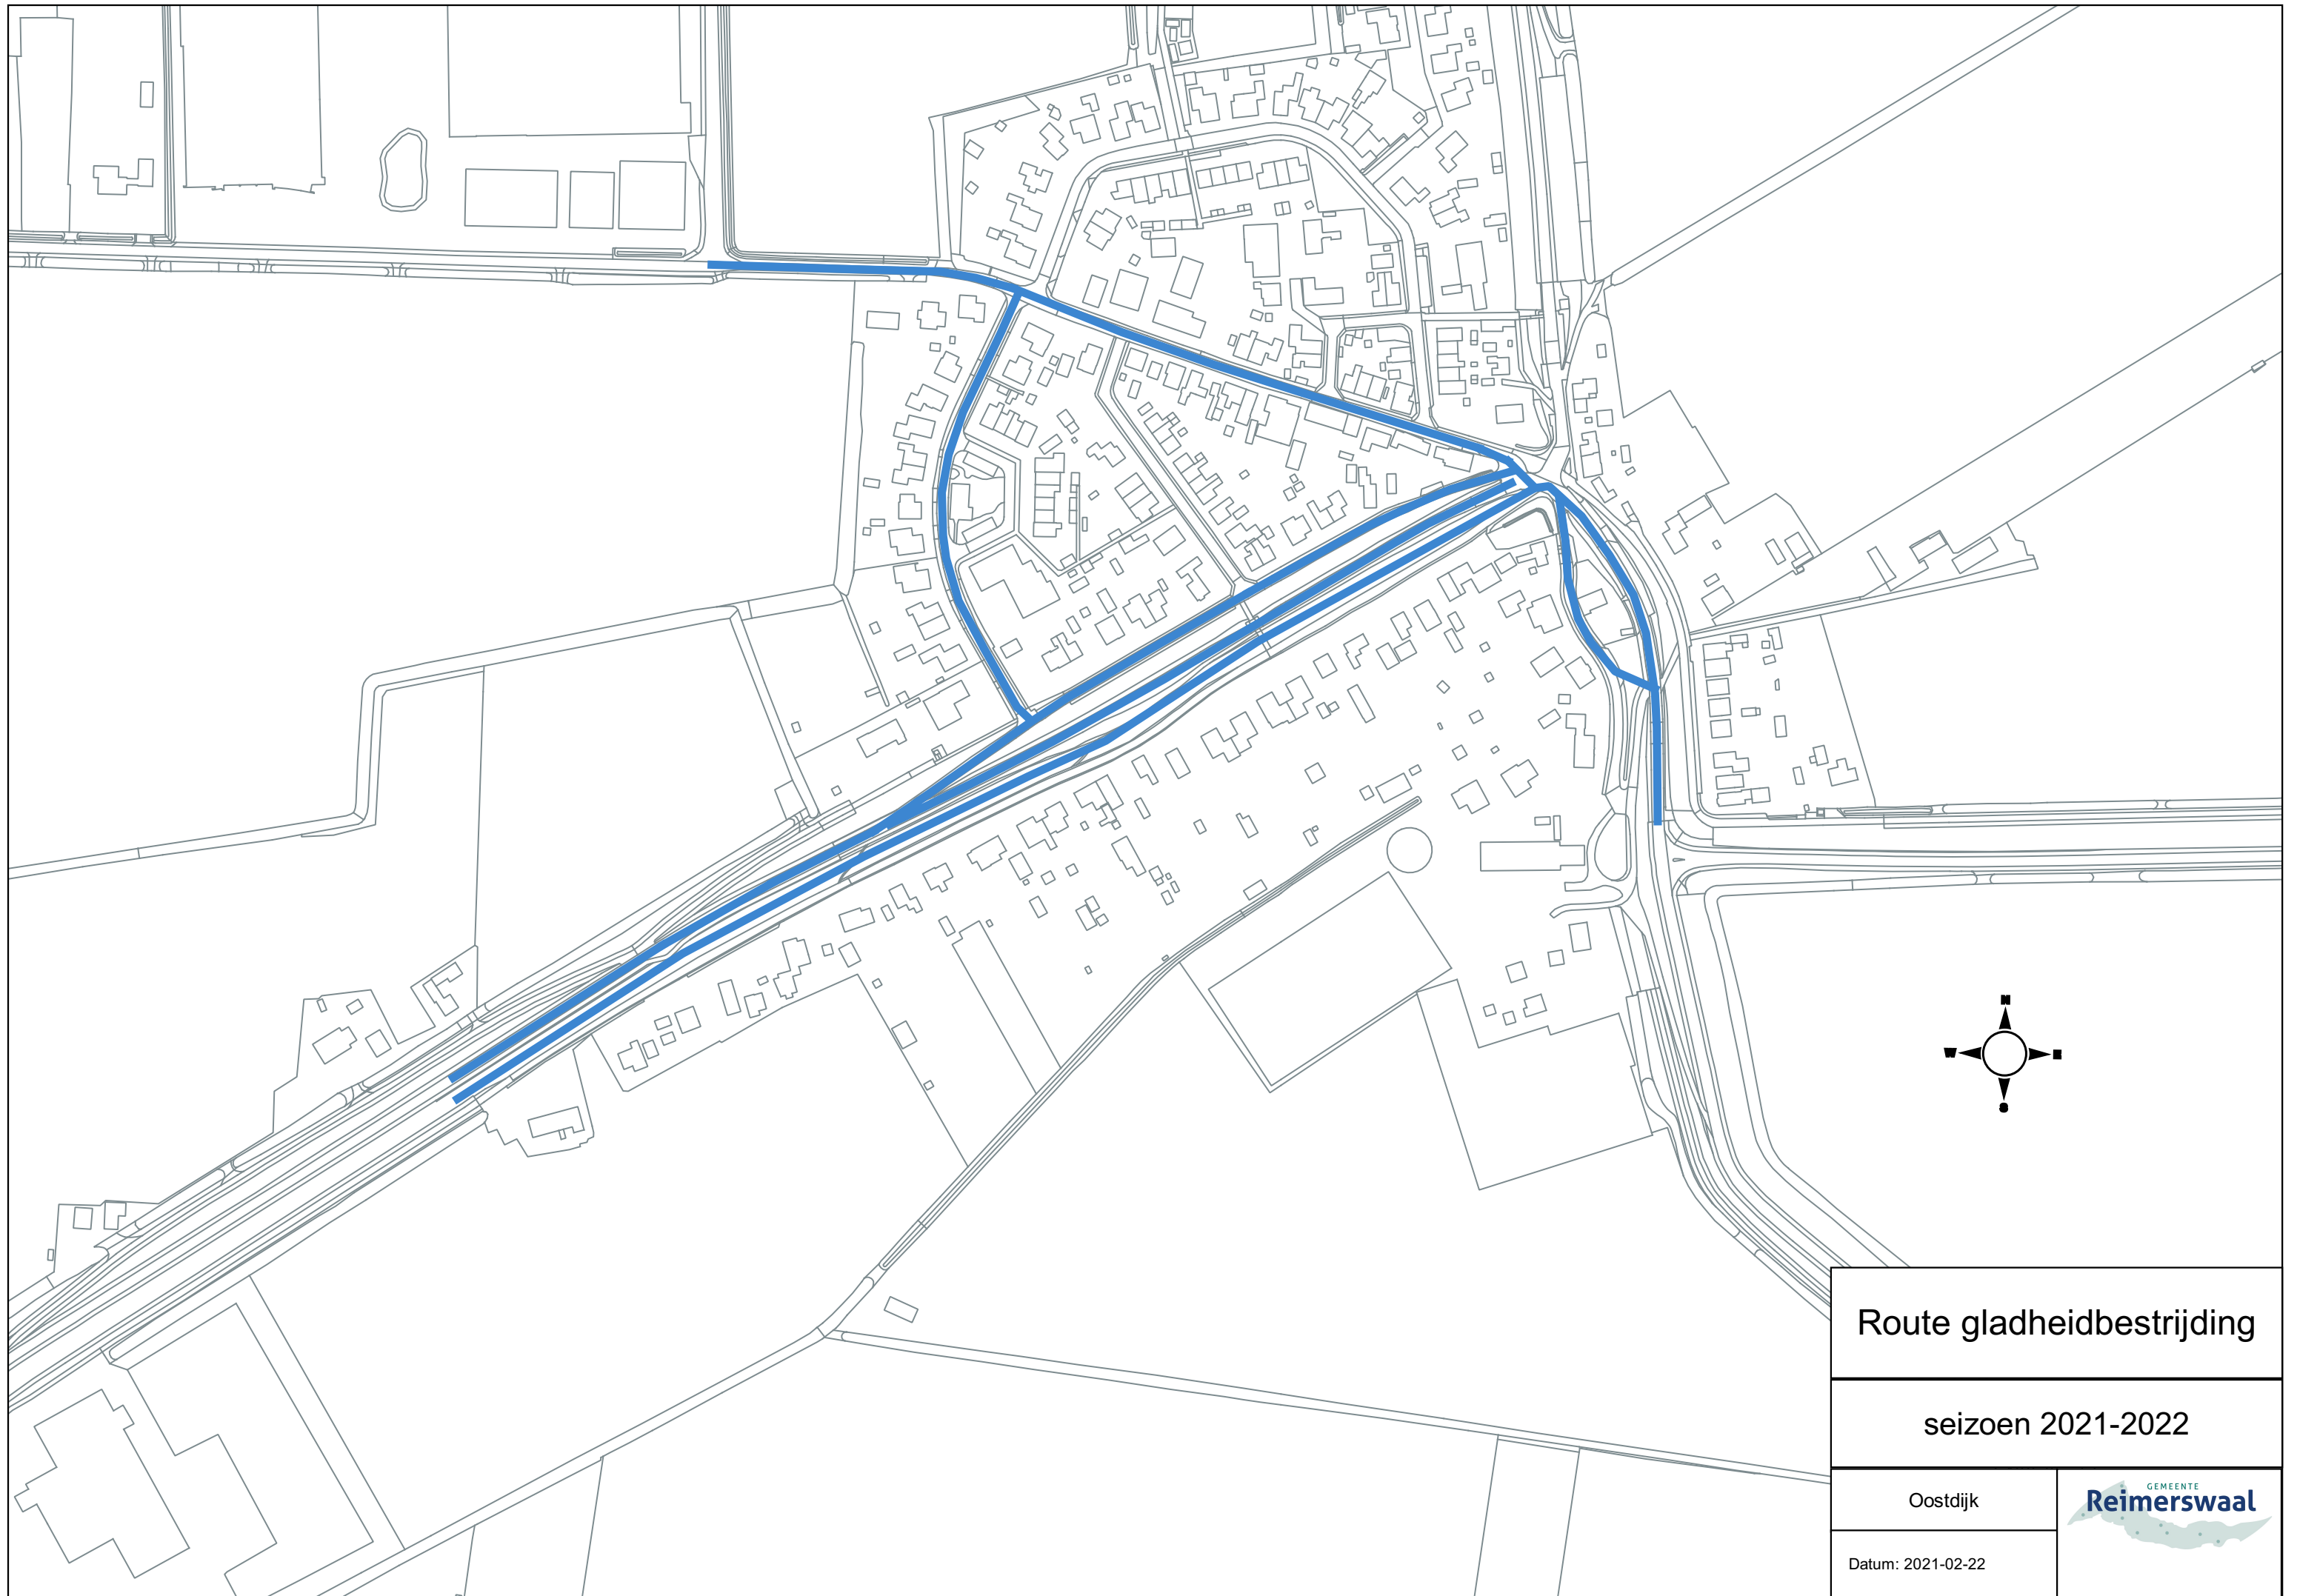 N
W
S
Route gladheidbestrijding
seizoen 2021-2022
Oostdijk
GEMEENTE
Reimerswaal
Datum: 2021-02-22